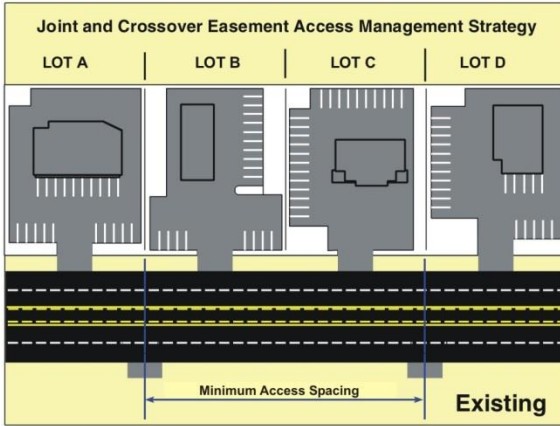 Joint and Crossover Easement Access Management Strategy
LOT A LOT B LOT C LOT D
Minimum Access Spacing
Existing